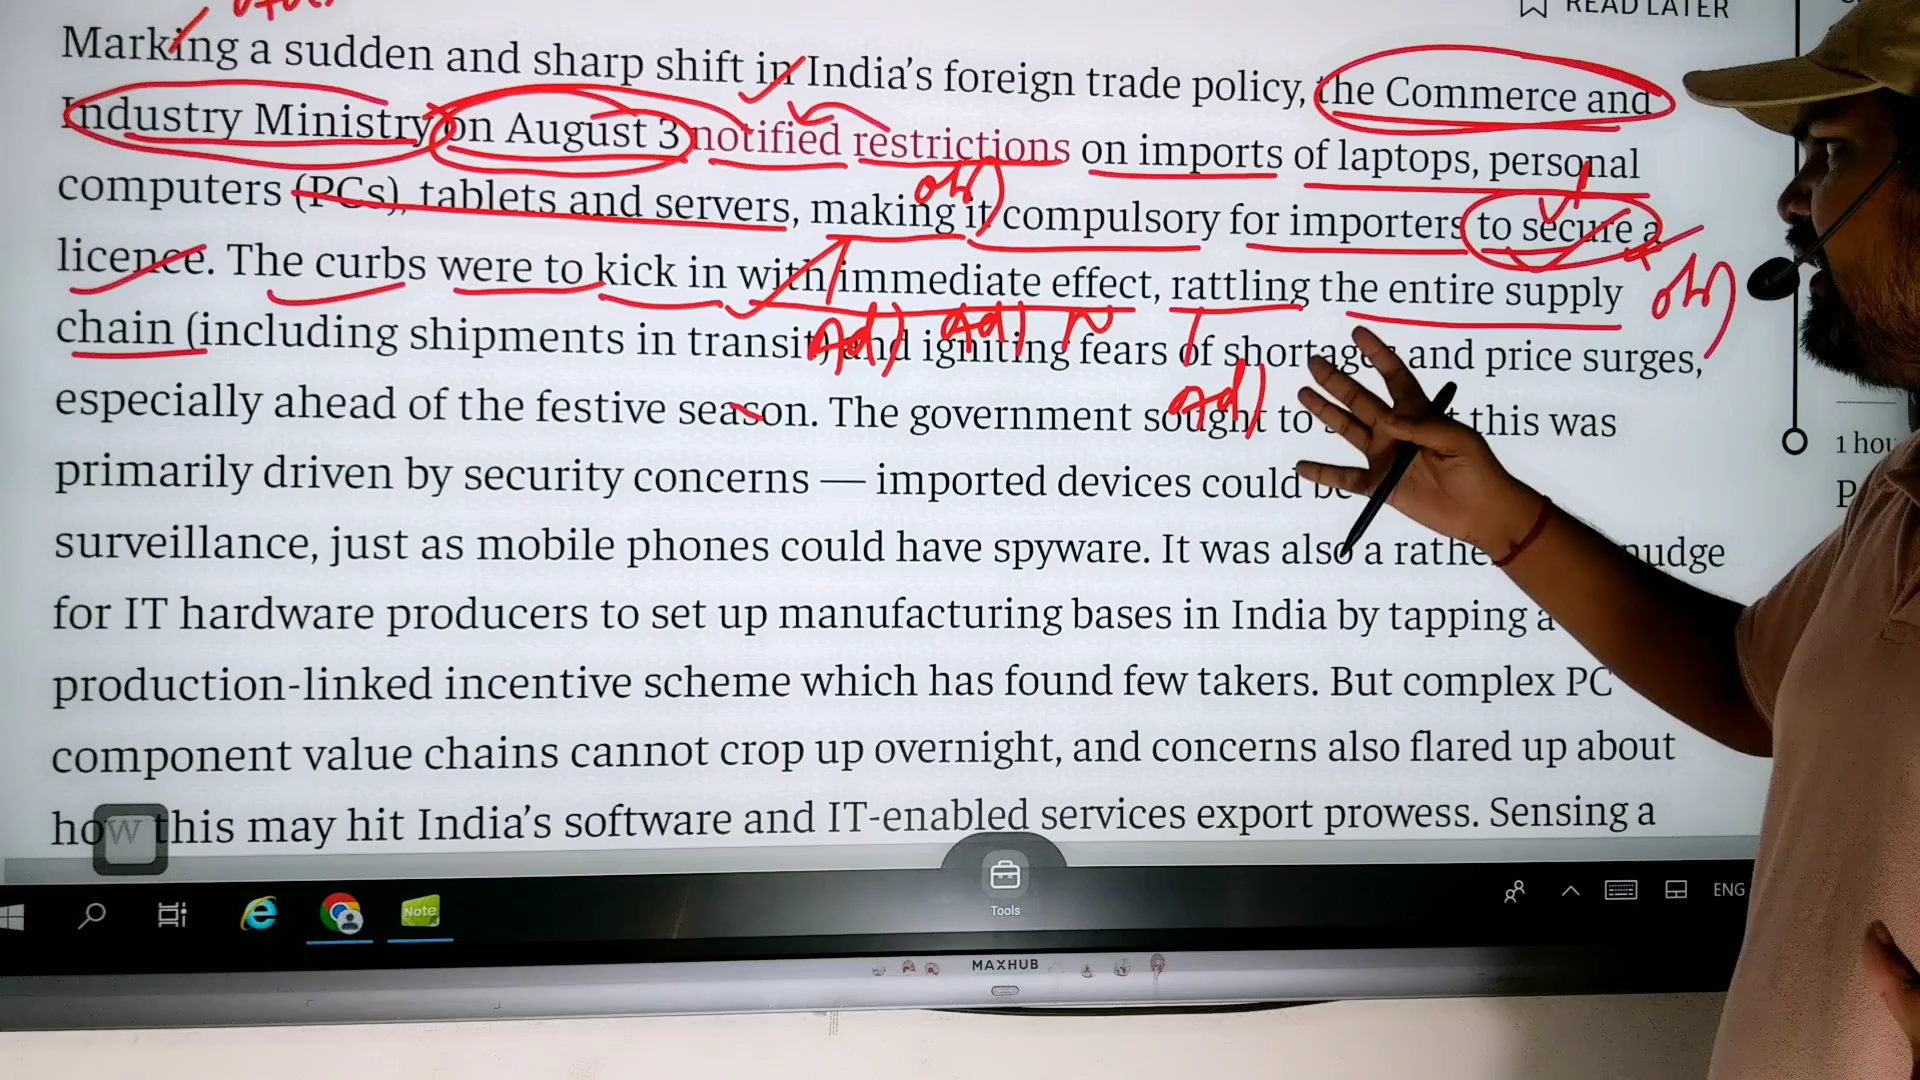 READ LATER
Marking a sudden and sharp shift in India’s foreign trade policy, the Commerce and
Industry Ministry on August 3 notified restrictions on imports of laptops, personal
computers (PCs), tablets and servers, making it compulsory for importers to secure a
obj
licence. The curbs were to kick in with immediate effect, rattling the entire supply
obj
chain (including shipments in transit) and igniting fears of shortages and price surges,
Adj Adj N
especially ahead of the festive season. The government sought to this was
Adj
primarily driven by security concerns — imported devices could be
surveillance, just as mobile phones could have spyware. It was also a rather nudge
for IT hardware producers to set up manufacturing bases in India by tapping a
production-linked incentive scheme which has found few takers. But complex PC
component value chains cannot crop up overnight, and concerns also flared up about
how this may hit India’s software and IT-enabled services export prowess. Sensing a
1 hou
P
Note
Tools
ENG
MAXHUB